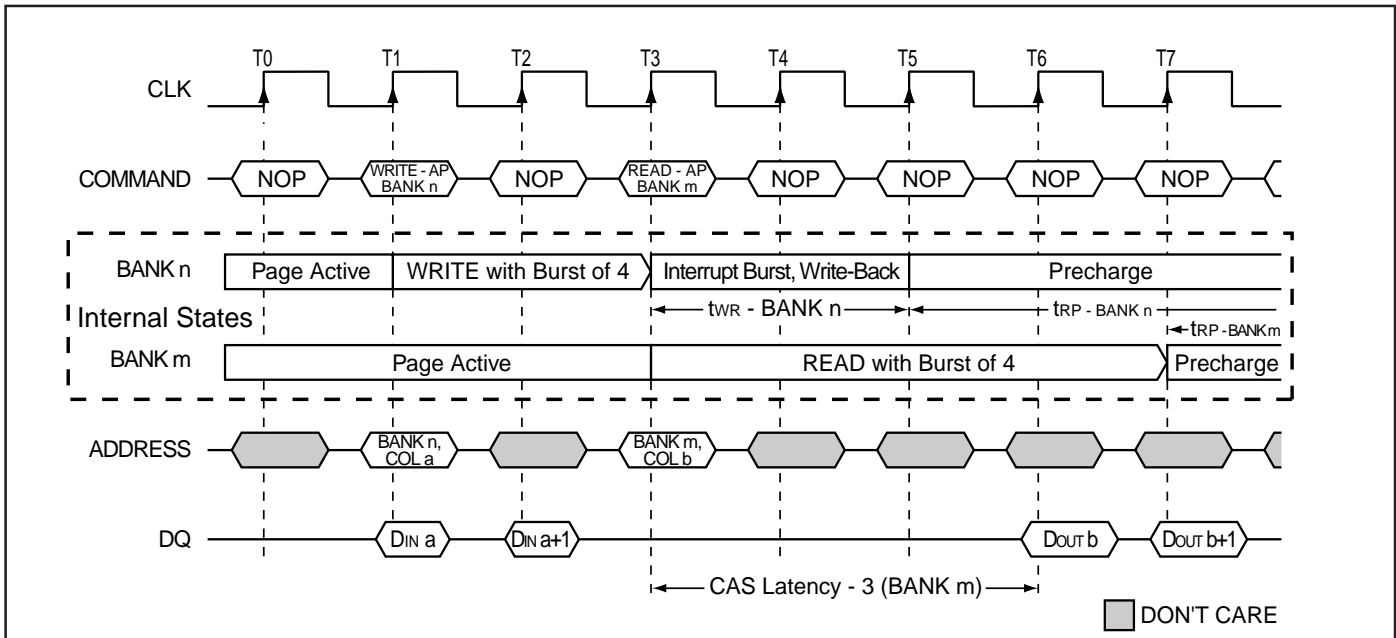 T0 T1 T2 T3 T4 T5 T6 T7
CLK
COMMAND NOP WRITE - AP BANK n NOP READ - AP BANK m NOP NOP NOP NOP
BANK n Page Active WRITE with Burst of 4 Interrupt Burst, Write-Back Precharge
tWR - BANK n tRP - BANK n
Internal States
tRP - BANK m
BANK m Page Active READ with Burst of 4 Precharge
ADDRESS BANK n, COL a BANK m, COL b
DQ DIN a DIN a+1 DOUT b DOUT b+1
CAS Latency - 3 (BANK m)
DON'T CARE